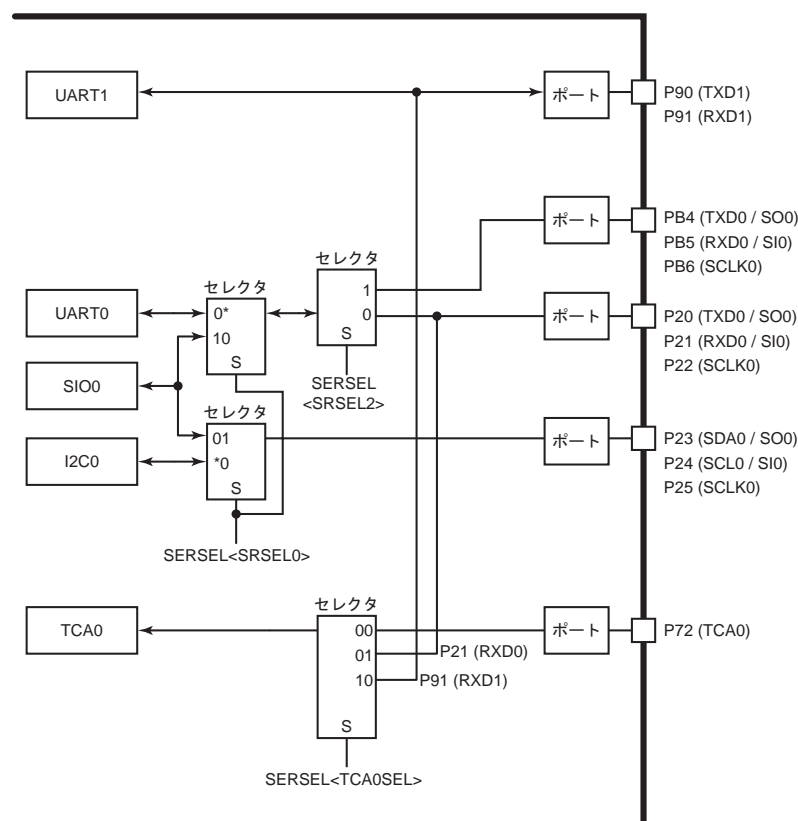 UART1
ポート
P90 (TXD1)
P91 (RXD1)
ポート
PB4 (TXD0 / SO0)
PB5 (RXD0 / SI0)
PB6 (SCLK0)
セレクタ
1
0
S
SERSEL
<SRSEL2>
セレクタ
0*
10
S
UART0
ポート
P20 (TXD0 / SO0)
P21 (RXD0 / SI0)
P22 (SCLK0)
SIO0
セレクタ
01
*0
S
I2C0
ポート
P23 (SDA0 / SO0)
P24 (SCL0 / SI0)
P25 (SCLK0)
SERSEL<SRSEL0>
セレクタ
TCA0
00
01
10
S
P21 (RXD0)
P91 (RXD1)
ポート
P72 (TCA0)
SERSEL<TCA0SEL>